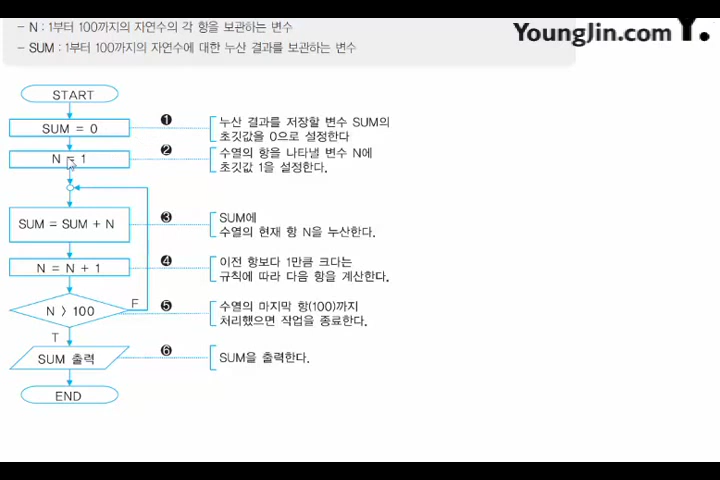 - N : 1부터 100까지의 자연수의 각 항을 보관하는 변수
- SUM : 1부터 100까지의 자연수에 대한 누산 결과를 보관하는 변수
YoungJin.com Y.
START
SUM = 0
❶
누산 결과를 저장할 변수 SUM의
초깃값을 0으로 설정한다
N = 1
❷
수열의 항을 나타낼 변수 N에
초깃값 1을 설정한다.
SUM = SUM + N
❸
SUM에
수열의 현재 항 N을 누산한다.
N = N + 1
❹
이전 항보다 1만큼 크다는
규칙에 따라 다음 항을 계산한다.
N > 100
F
❺
수열의 마지막 항(100)까지
처리했으면 작업을 종료한다.
T
SUM 출력
❻
SUM을 출력한다.
END